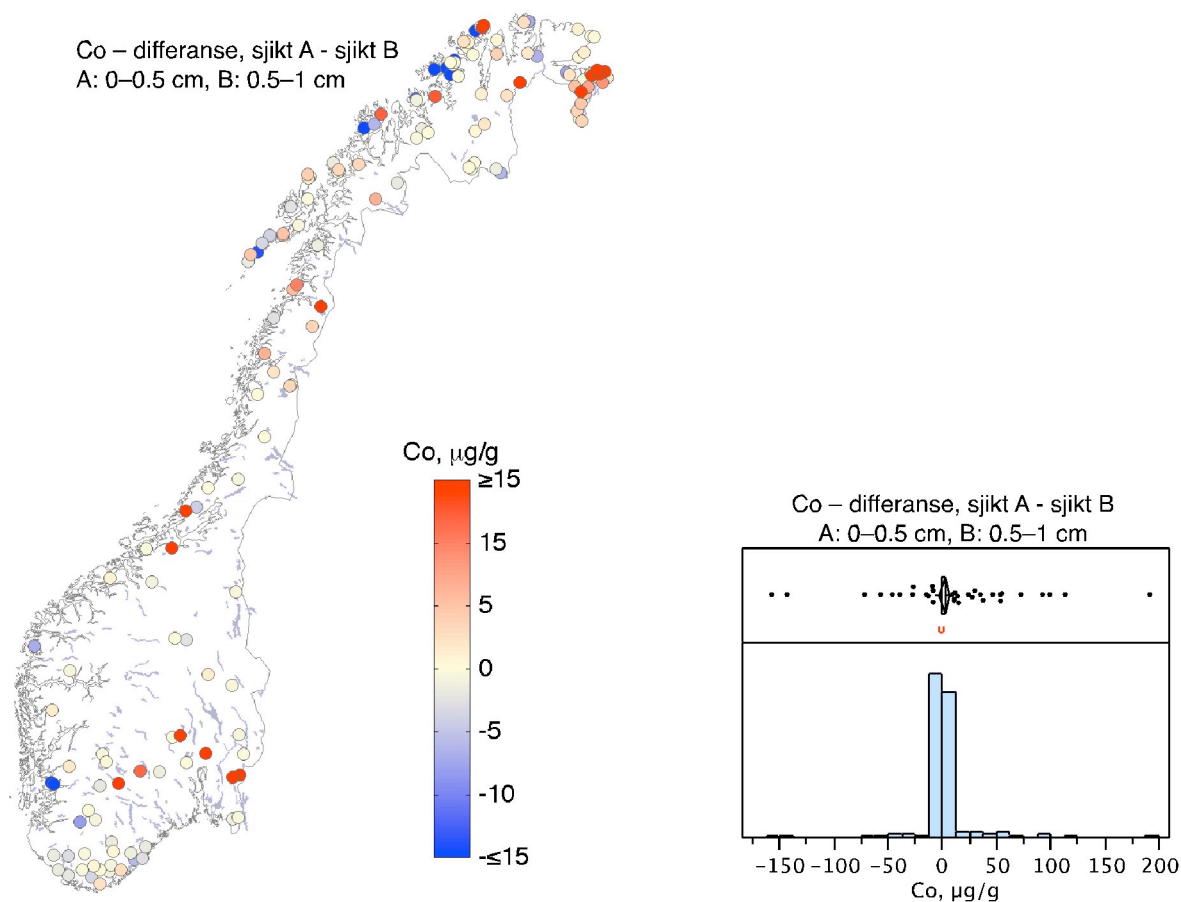 Co – differanse, sjikt A - sjikt B
A: 0–0.5 cm, B: 0.5–1 cm
Co, µg/g
≥15
15
5
0
-5
-10
-≤15
Co – differanse, sjikt A - sjikt B
A: 0–0.5 cm, B: 0.5–1 cm
-150 -100 -50 0 50 100 150 200
Co, µg/g